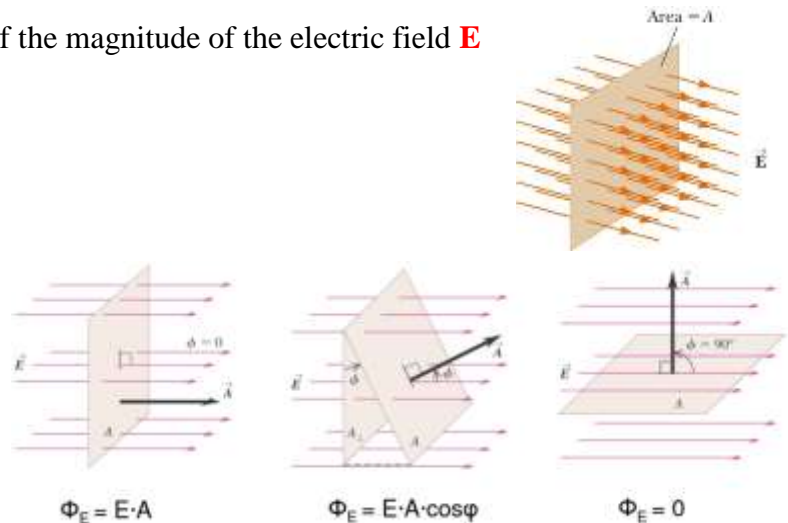 f the magnitude of the electric field E
Area = A
E
ϕ = 0
E
A
A
ϕ
E
A
ϕ
A⊥
A
A
ϕ = 90°
E
A
Φ_E = E·A
Φ_E = E·A·cosφ
Φ_E = 0